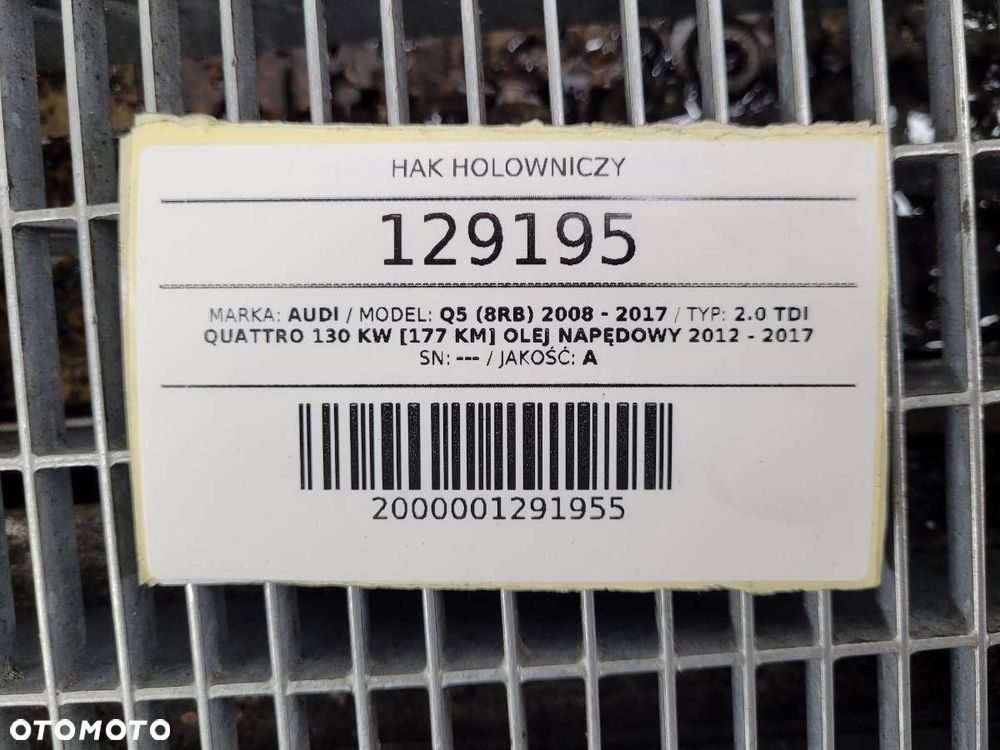 HAK HOLOWNICZY
129195
MARKA: AUDI / MODEL: Q5 (8RB) 2008 - 2017 / TYP: 2.0 TDI
QUATTRO 130 KW [177 KM] OLEJ NAPĘDOWY 2012 - 2017
SN: --- / JAKOŚĆ: A
2000001291955
OTOMOTO